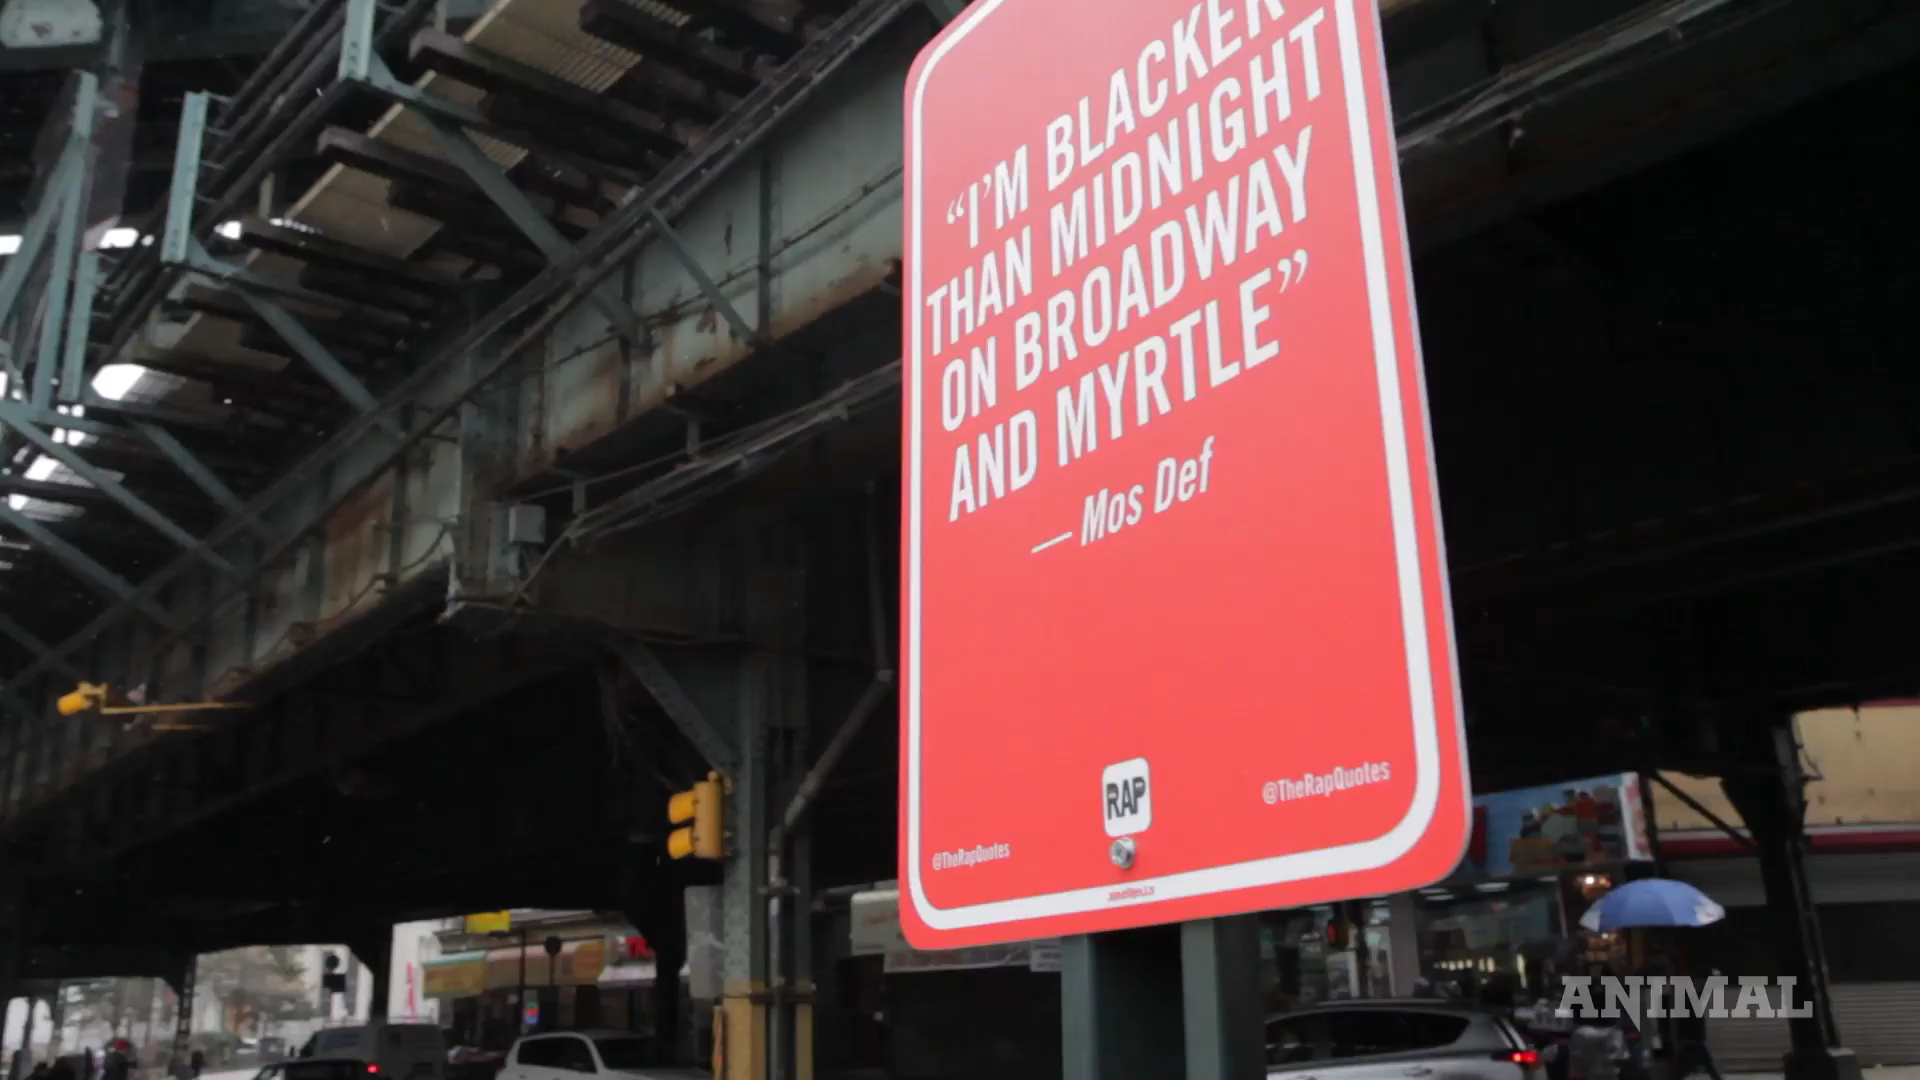 “I’M BLACKER
THAN MIDNIGHT
ON BROADWAY
AND MYRTLE”
— Mos Def
RAP
@TheRapQuotes
@TheRapQuotes
ANIMAL